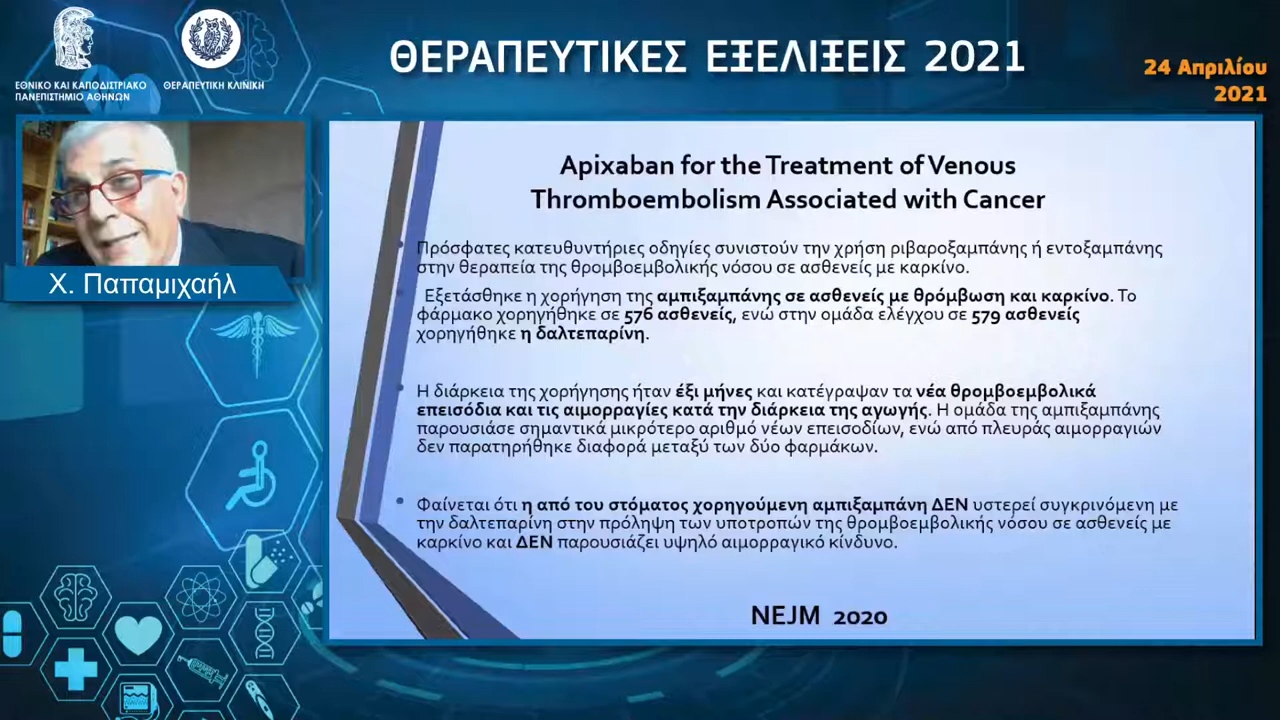 ΘΕΡΑΠΕΥΤΙΚΕΣ ΕΞΕΛΙΞΕΙΣ 2021
ΕΘΝΙΚΟ ΚΑΙ ΚΑΠΟΔΙΣΤΡΙΑΚΟ
ΠΑΝΕΠΙΣΤΗΜΙΟ ΑΘΗΝΩΝ
ΘΕΡΑΠΕΥΤΙΚΗ ΚΛΙΝΙΚΗ
24 Απριλίου
2021
Χ. Παπαμιχαήλ
Apixaban for the Treatment of Venous
Thromboembolism Associated with Cancer
• Πρόσφατες κατευθυντήριες οδηγίες συνιστούν την χρήση ριβαροξαμπάνης ή εντοξαμπάνης
στην θεραπεία της θρομβοεμβολικής νόσου σε ασθενείς με καρκίνο.
• Εξετάσθηκε η χορήγηση της αμπιξαμπάνης σε ασθενείς με θρόμβωση και καρκίνο. Το
φάρμακο χορηγήθηκε σε 576 ασθενείς, ενώ στην ομάδα ελέγχου σε 579 ασθενείς
χορηγήθηκε η δαλτεπαρίνη.
• Η διάρκεια της χορήγησης ήταν έξι μήνες και κατέγραψαν τα νέα θρομβοεμβολικά
επεισόδια και τις αιμορραγίες κατά την διάρκεια της αγωγής. Η ομάδα της αμπιξαμπάνης
παρουσιάσε σημαντικά μικρότερο αριθμό νέων επεισοδίων, ενώ από πλευράς αιμορραγιών
δεν παρατηρήθηκε διαφορά μεταξύ των δύο φαρμάκων.
• Φαίνεται ότι η από του στόματος χορηγούμενη αμπιξαμπάνη ΔΕΝ υστερεί συγκρινόμενη με
την δαλτεπαρίνη στην πρόληψη των υποτροπών της θρομβοεμβολικής νόσου σε ασθενείς με
καρκίνο και ΔΕΝ παρουσιάζει υψηλό αιμορραγικό κίνδυνο.
NEJM 2020